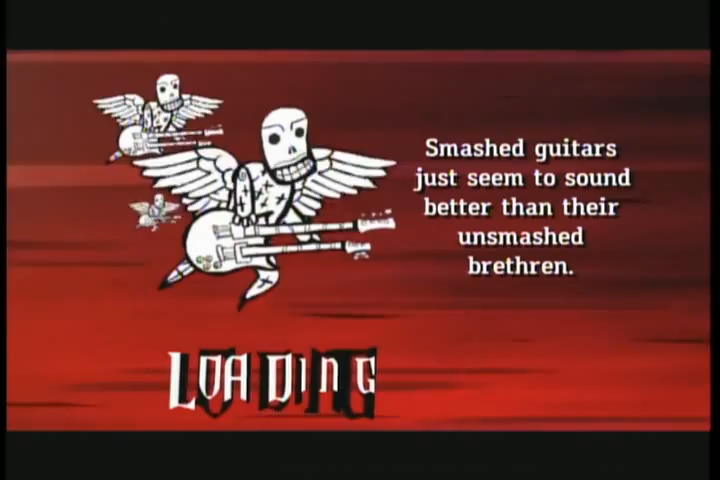 Smashed guitars
just seem to sound
better than their
unsmashed
brethren.
LOADING